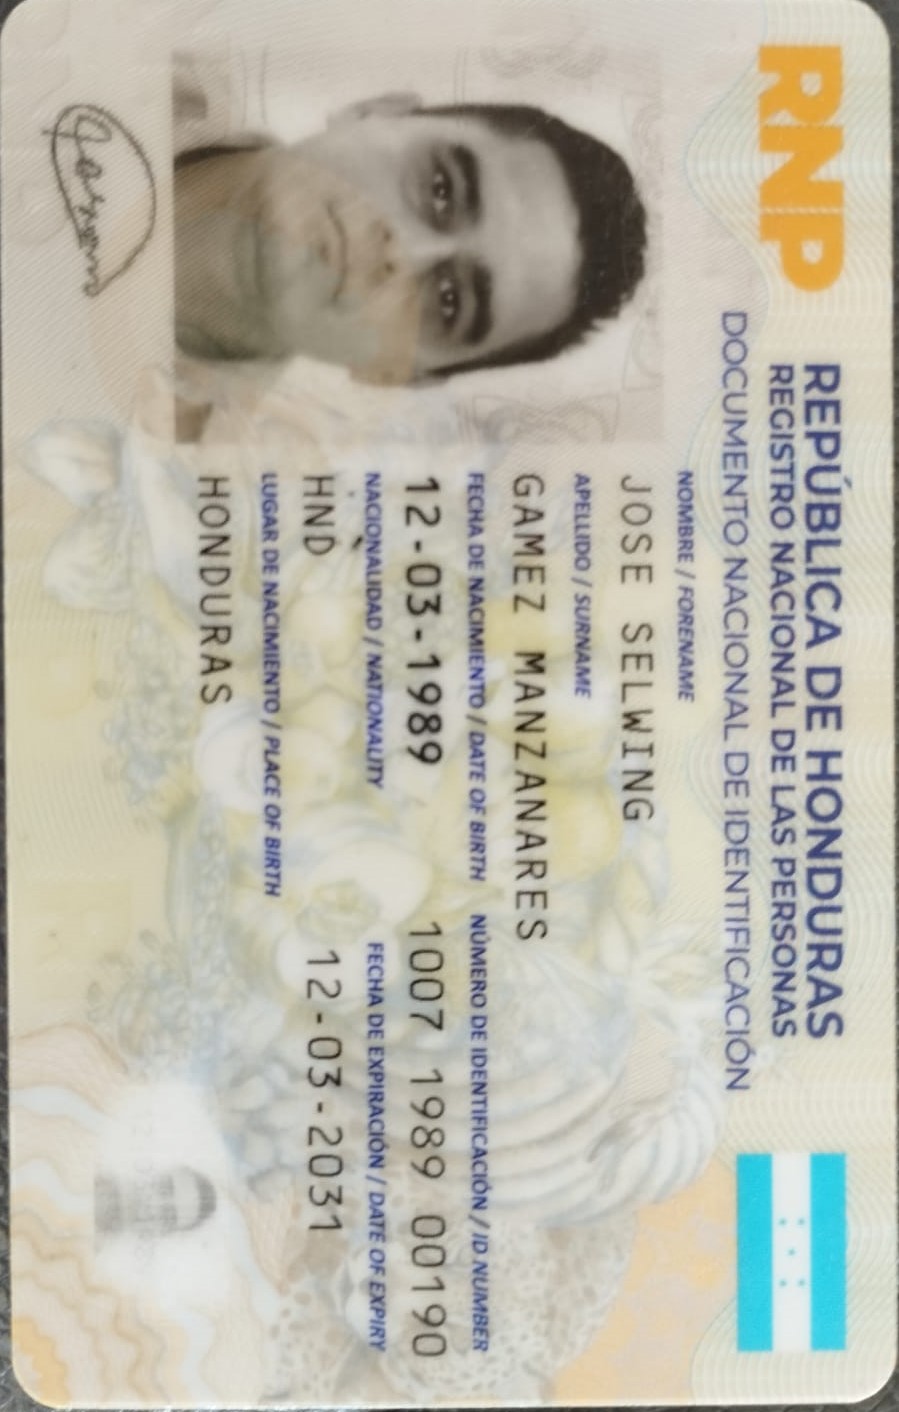 RNP
REPÚBLICA DE HONDURAS
REGISTRO NACIONAL DE LAS PERSONAS
DOCUMENTO NACIONAL DE IDENTIFICACIÓN
NOMBRE / FORENAME
JOSE SELWING
APELLIDO / SURNAME
GAMEZ MANZANARES
FECHA DE NACIMIENTO / DATE OF BIRTH NÚMERO DE IDENTIFICACIÓN / ID NUMBER
12-03-1989 1007 1989 00190
NACIONALIDAD / NATIONALITY FECHA DE EXPIRACIÓN / DATE OF EXPIRY
HND 12-03-2031
LUGAR DE NACIMIENTO / PLACE OF BIRTH
HONDURAS